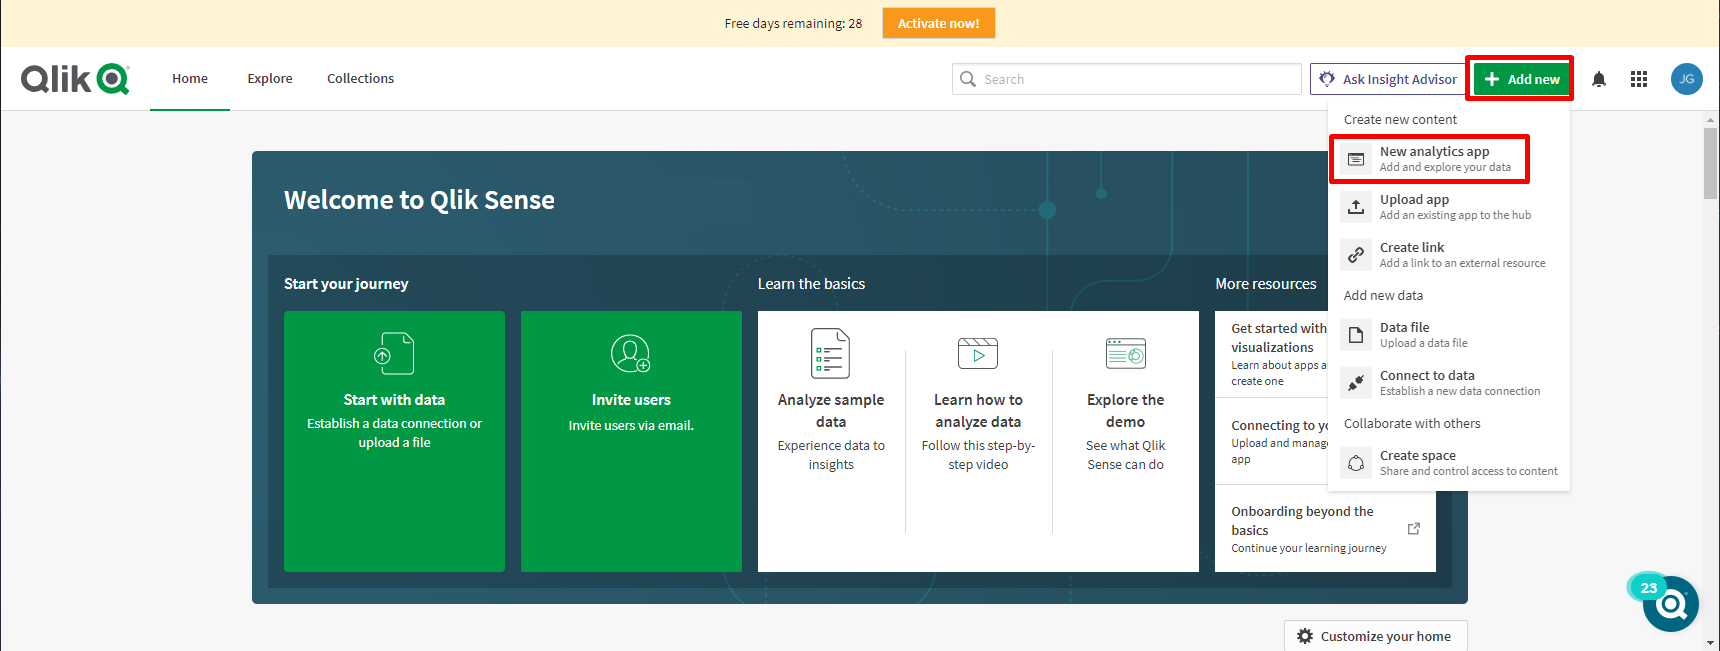 Free days remaining: 28
Activate now!
Qlik
Home
Explore
Collections
Search
Ask Insight Advisor
Add new
JG
Create new content
New analytics app
Add and explore your data
Upload app
Add an existing app to the hub
Create link
Add a link to an external resource
Add new data
Data file
Upload a data file
Connect to data
Establish a new data connection
Collaborate with others
Create space
Share and control access to content
Welcome to Qlik Sense
Start your journey
Start with data
Establish a data connection or
upload a file
Invite users
Invite users via email.
Learn the basics
Analyze sample
data
Experience data to
insights
Learn how to
analyze data
Follow this step-by-
step video
Explore the
demo
See what Qlik
Sense can do
More resources
Get started with
visualizations
Learn about apps a
create one
Connecting to yo
Upload and manag
app
Onboarding beyond the
basics
Continue your learning journey
23
Customize your home